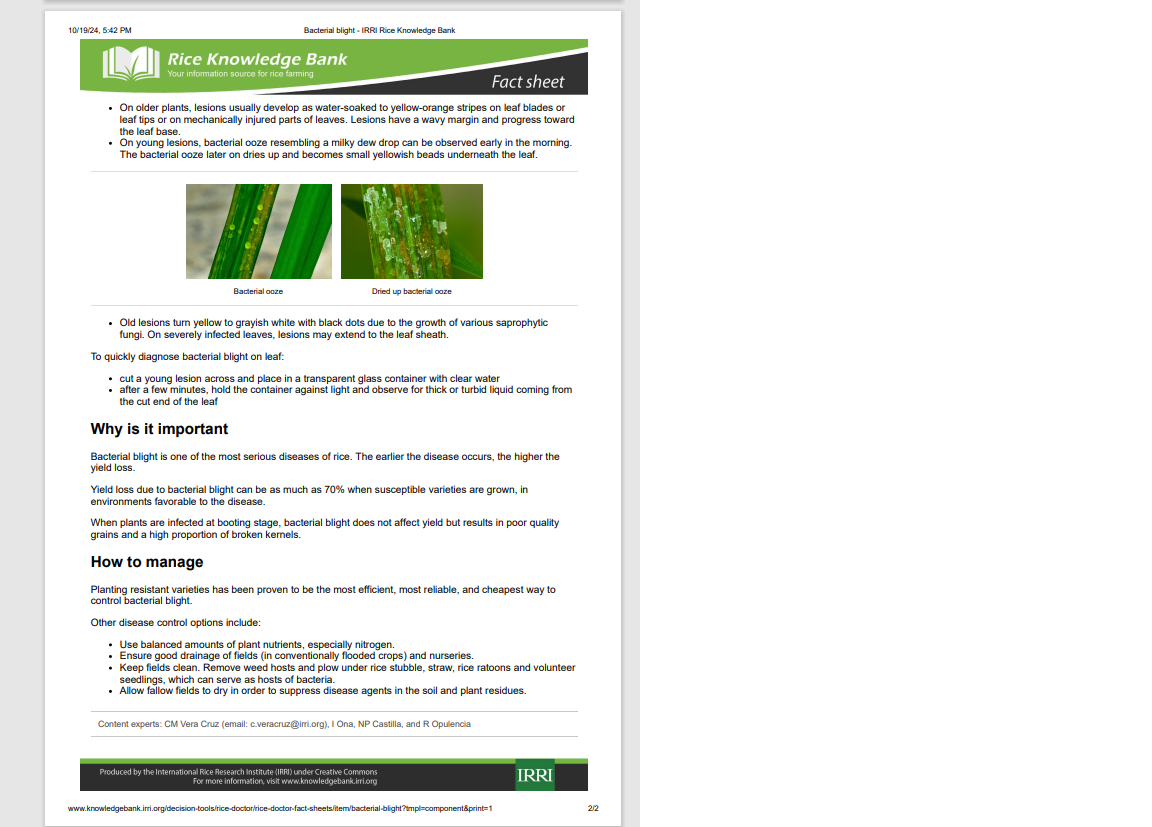 10/19/24, 5:42 PM Bacterial blight - IRRI Rice Knowledge Bank
Rice Knowledge Bank
Your information source for rice farming
Fact sheet
• On older plants, lesions usually develop as water-soaked to yellow-orange stripes on leaf blades or
leaf tips or on mechanically injured parts of leaves. Lesions have a wavy margin and progress toward
the leaf base.
• On young lesions, bacterial ooze resembling a milky dew drop can be observed early in the morning.
The bacterial ooze later on dries up and becomes small yellowish beads underneath the leaf.
Bacterial ooze Dried up bacterial ooze
• Old lesions turn yellow to grayish white with black dots due to the growth of various saprophytic
fungi. On severely infected leaves, lesions may extend to the leaf sheath.
To quickly diagnose bacterial blight on leaf:
• cut a young lesion across and place in a transparent glass container with clear water
• after a few minutes, hold the container against light and observe for thick or turbid liquid coming from
the cut end of the leaf
Why is it important
Bacterial blight is one of the most serious diseases of rice. The earlier the disease occurs, the higher the
yield loss.
Yield loss due to bacterial blight can be as much as 70% when susceptible varieties are grown, in
environments favorable to the disease.
When plants are infected at booting stage, bacterial blight does not affect yield but results in poor quality
grains and a high proportion of broken kernels.
How to manage
Planting resistant varieties has been proven to be the most efficient, most reliable, and cheapest way to
control bacterial blight.
Other disease control options include:
• Use balanced amounts of plant nutrients, especially nitrogen.
• Ensure good drainage of fields (in conventionally flooded crops) and nurseries.
• Keep fields clean. Remove weed hosts and plow under rice stubble, straw, rice ratoons and volunteer
seedlings, which can serve as hosts of bacteria.
• Allow fallow fields to dry in order to suppress disease agents in the soil and plant residues.
Content experts: CM Vera Cruz (email: c.veracruz@irri.org), I Ona, NP Castilla, and R Opulencia
Produced by the International Rice Research Institute (IRRI) under Creative Commons
For more information, visit www.knowledgebank.irri.org
IRRI
www.knowledgebank.irri.org/decision-tools/rice-doctor/rice-doctor-fact-sheets/item/bacterial-blight?tmpl=component&print=1 2/2